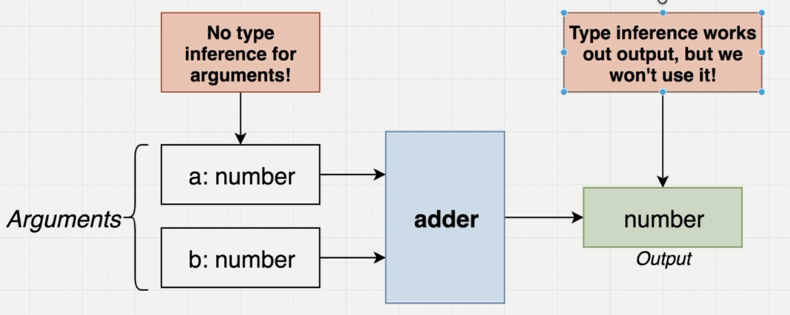 No type
inference for
arguments!
Type inference works
out output, but we
won't use it!
Arguments
a: number
b: number
adder
number
Output